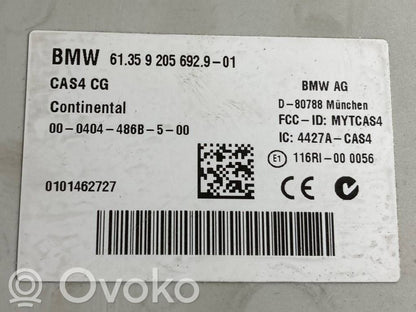 BMW 61.35 9 205 692.9-01
CAS4 CG
Continental
00-0404-486B-5-00
0101462727
BMW AG
D-80788 München
FCC-ID: MYTCAS4
IC: 4427A-CAS4
E1 116RI-00 0056
CE
Ovoko